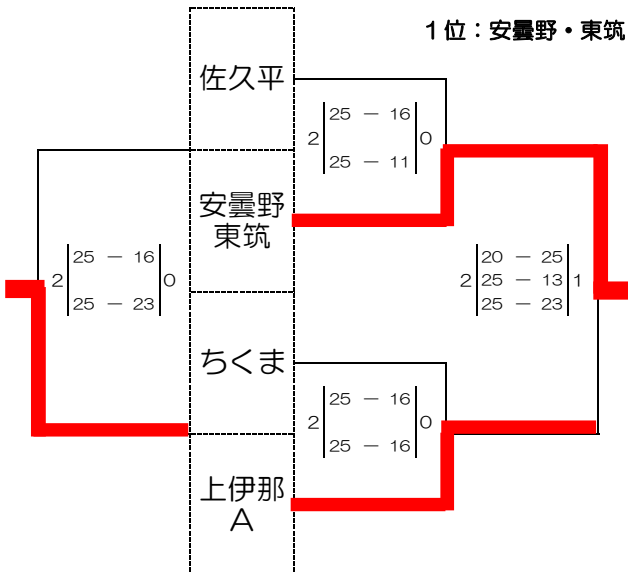 1位：安曇野・東筑
佐久平
2 25 － 16 0
25 － 11
安曇野
東筑
2 25 － 16 0
25 － 23
2 20 － 25 1
25 － 13
25 － 23
ちくま
2 25 － 16 0
25 － 16
上伊那
A